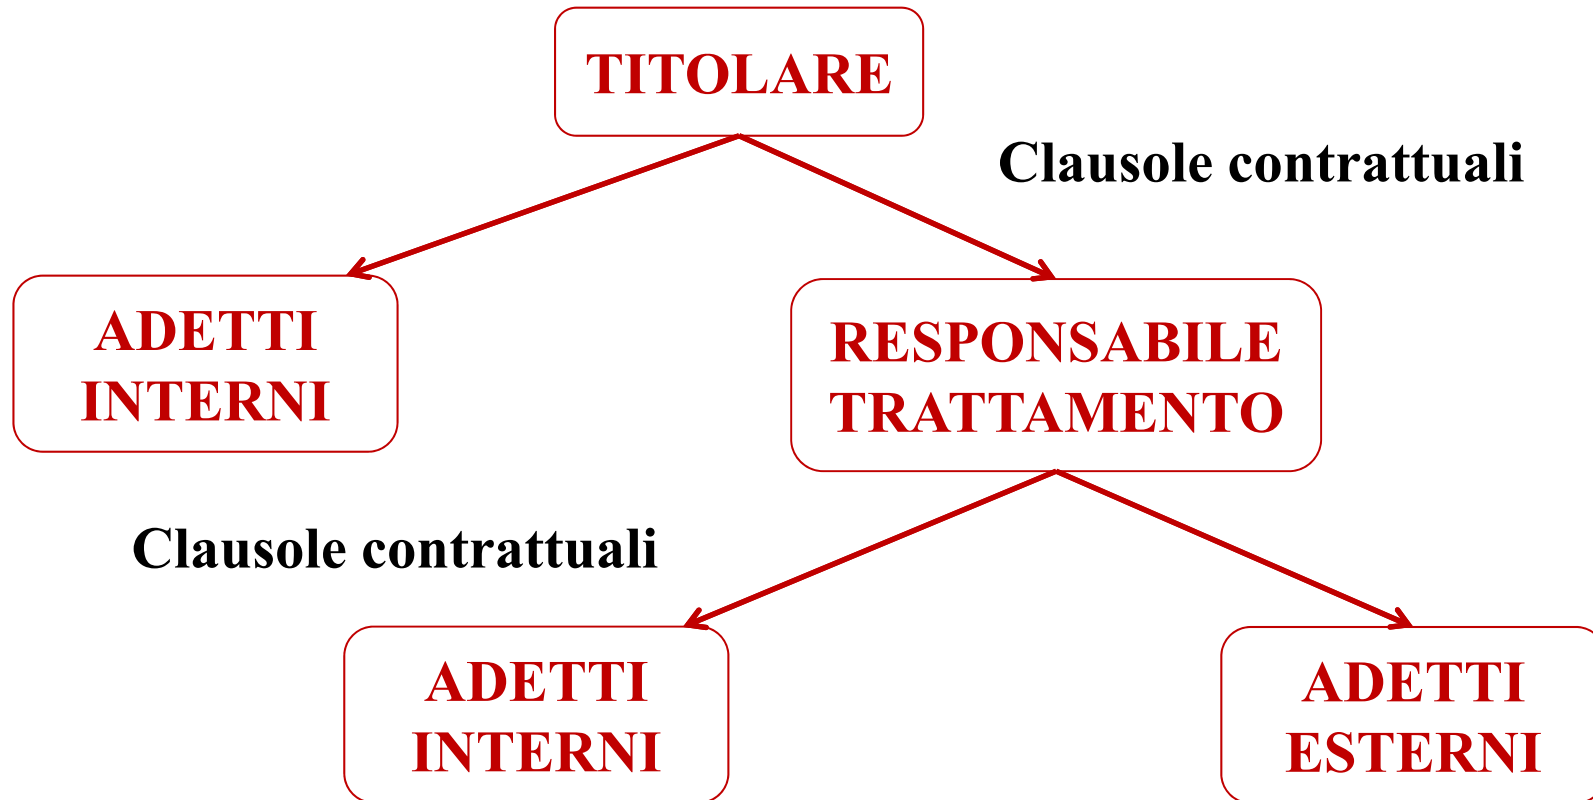 TITOLARE
Clausole contrattuali
ADETTI
INTERNI
RESPONSABILE
TRATTAMENTO
Clausole contrattuali
ADETTI
INTERNI
ADETTI
ESTERNI